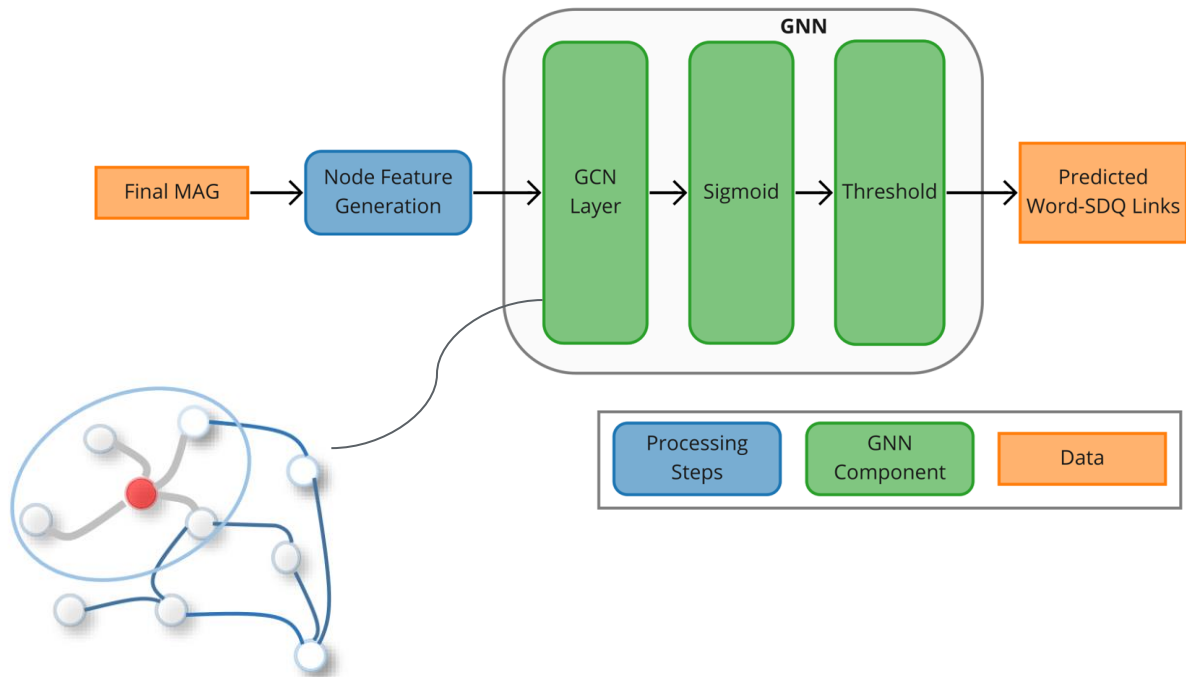 GNN
Final MAG
Node Feature
Generation
GCN
Layer
Sigmoid
Threshold
Predicted
Word-SDQ Links
Processing
Steps
GNN
Component
Data